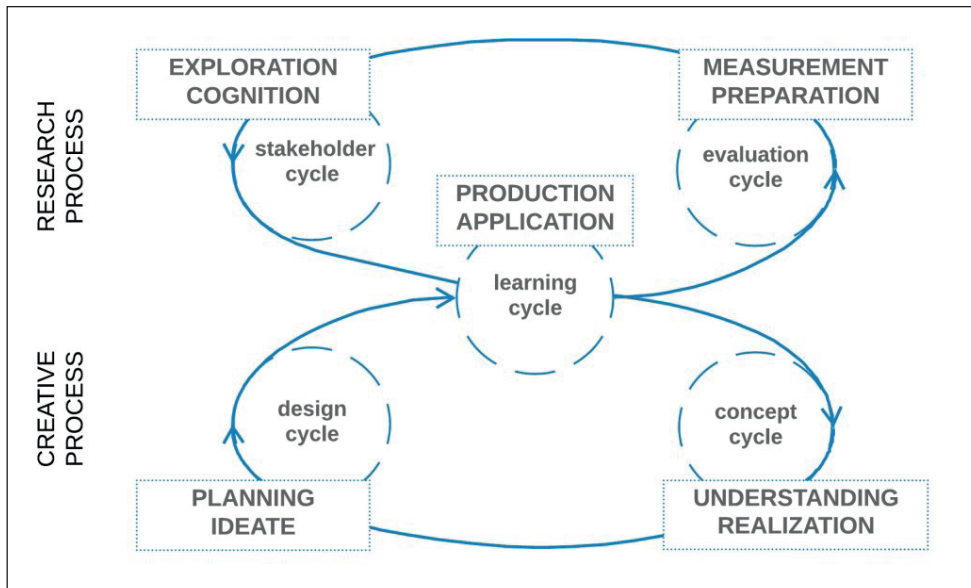 RESEARCH
PROCESS
EXPLORATION
COGNITION
stakeholder
cycle
MEASUREMENT
PREPARATION
evaluation
cycle
PRODUCTION
APPLICATION
learning
cycle
CREATIVE
PROCESS
design
cycle
PLANNING
IDEATE
concept
cycle
UNDERSTANDING
REALIZATION